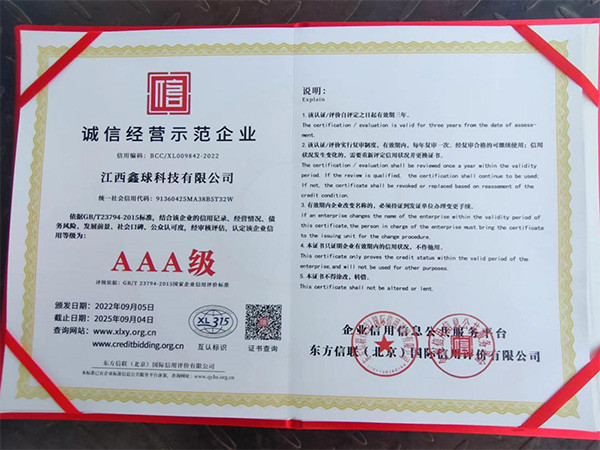 信
诚信经营示范企业
信用编码：BCC/XL009842-2022
江西鑫球科技有限公司
统一社会信用代码：91360425MA38B5T32W
依据GB/T23794-2015标准，结合该企业的信用记录、经营情况、债
务风险、发展前景、社会口碑、公众认可度，经审核评估，认定该企业信
用等级为：
AAA级
评级依据：GB/T 23794-2015国家企业信用评价标准
颁发日期：2022年09月05日
截止日期：2025年09月04日
查询网站：www.xlxy.org.cn
www.creditbidding.org.cn
XL315
互认标识
证书查询
东方信联（北京）国际信用评价有限公司
说明：
Explain
1.该认证/评价自评定之日起有效期三年。
The certification / evaluation is valid for three years from the date of assess-
ment.
2.该认证/评价实行复审制度，有效期内，每年复审一次，经复审合格的可继续使用；信用
状况发生变化的，需要重新评定信用状况并更换证书。
The certification / evaluation shall be reviewed once a year within the validity
period. If the review is qualified, the certification shall continue to be used;
If not, the certificate shall be revoked or replaced based on reassessment of the
credit condition.
3.有效期内企业改变名称的，必须持证到发证单位办理变更手续。
If an enterprise changes the name of the enterprise within the validity period of
this certificate,the person in charge of the enterprise must bring the certificate
to the issuing unit for the change procedure.
4.本证书只证明企业有效期内的信用状况，不作他用。
This certificate only proves the credit status within the valid period of the
enterprise,and will not be used for other purposes.
5.本证书不得涂改、转借。
This certificate shall not be altered or lent.
企业信用信息公共服务平台
东方信联（北京）国际信用评价有限公司